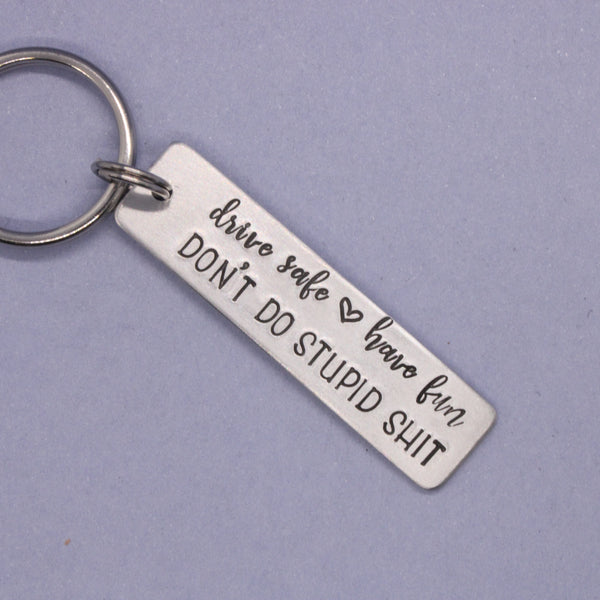 drive safe ♡ have fun
DON'T DO STUPID SHIT